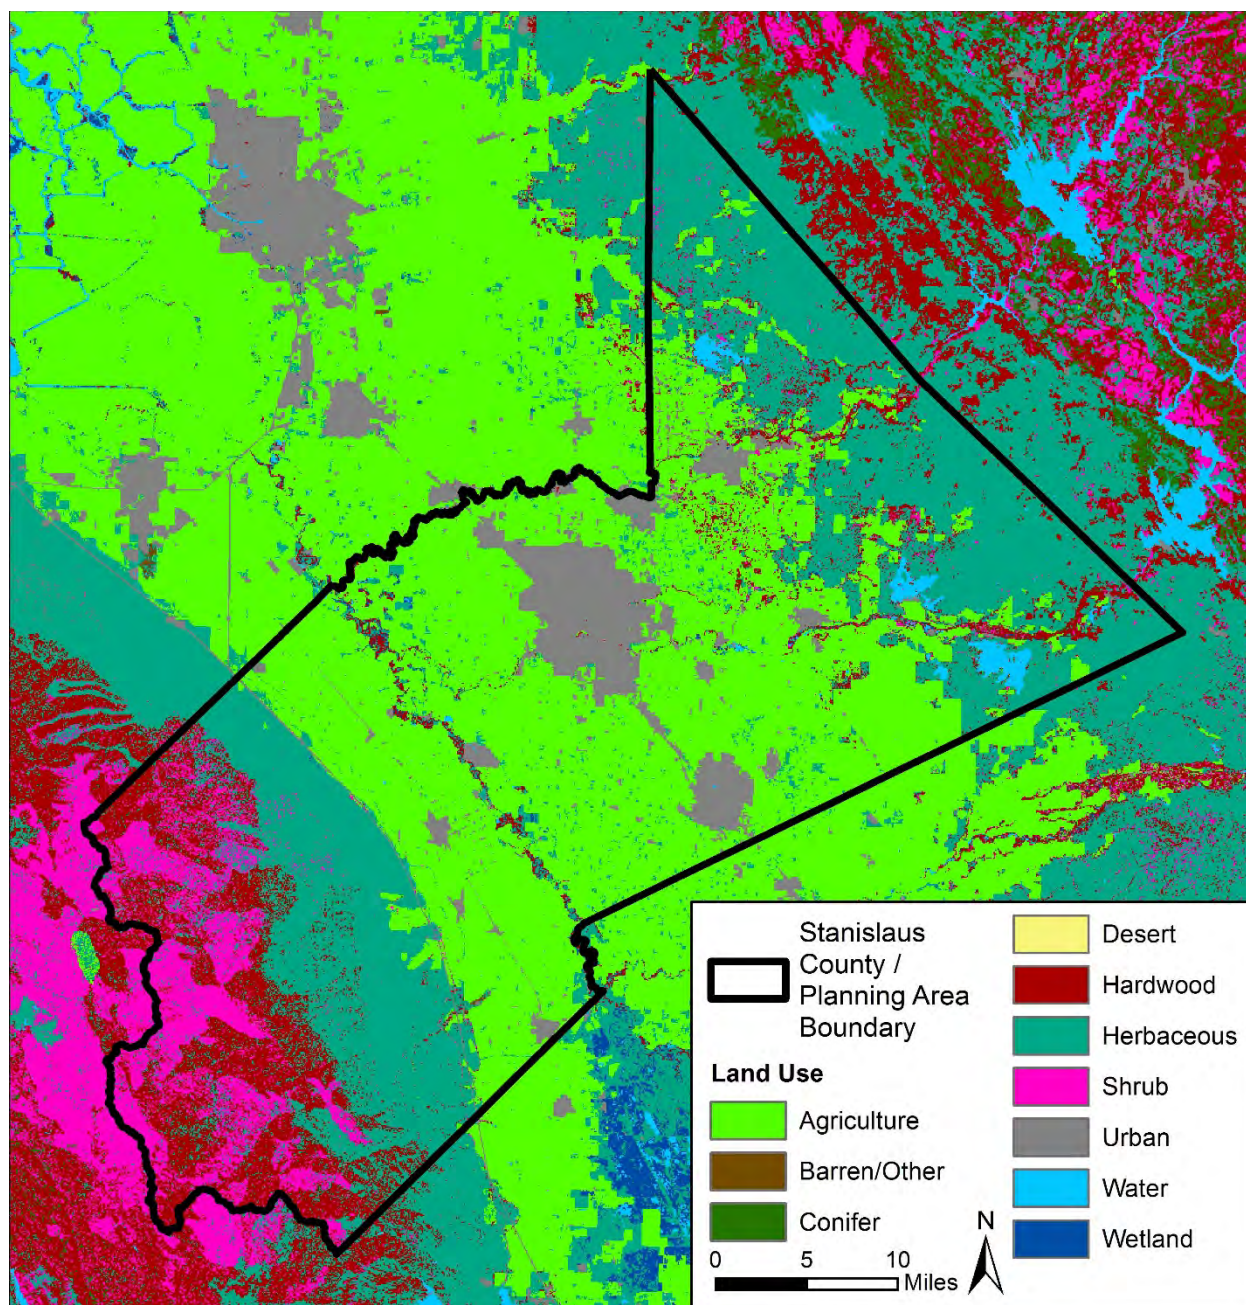 Stanislaus
County /
Planning Area
Boundary
Land Use
Agriculture
Barren/Other
Conifer
Desert
Hardwood
Herbaceous
Shrub
Urban
Water
Wetland
N
0 5 10
Miles